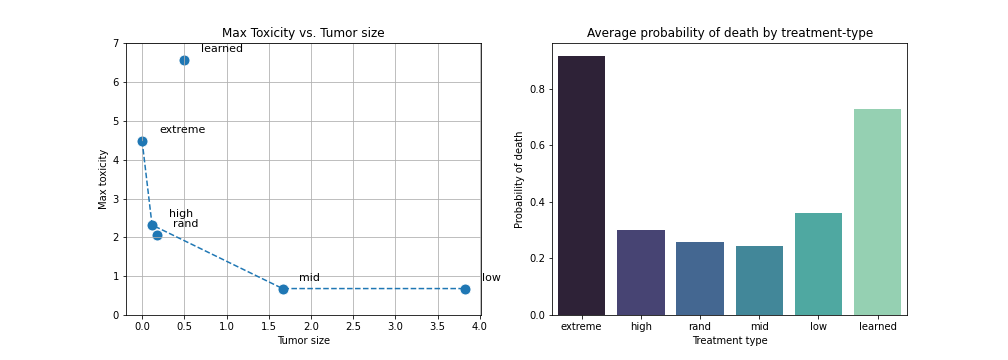 Max Toxicity vs. Tumor size
Max toxicity
7
6
5
4
3
2
1
0
learned
extreme
high
rand
mid
low
0.0 0.5 1.0 1.5 2.0 2.5 3.0 3.5 4.0
Tumor size
Average probability of death by treatment-type
Probability of death
0.8
0.6
0.4
0.2
0.0
extreme high rand mid low learned
Treatment type